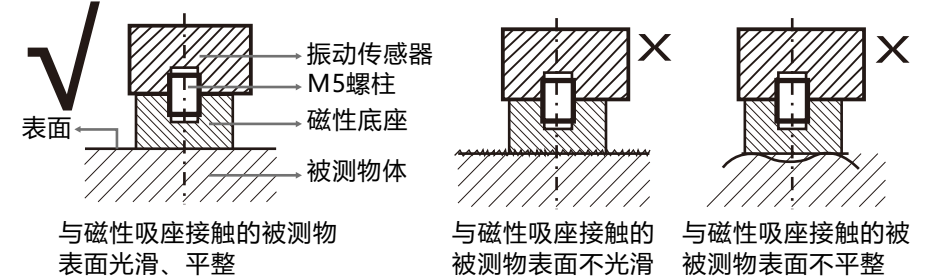 振动传感器
M5螺柱
磁性底座
表面
被测物体
与磁性吸座接触的被测物
表面光滑、平整
与磁性吸座接触的
被测物表面不光滑
与磁性吸座接触的被
被测物表面不平整